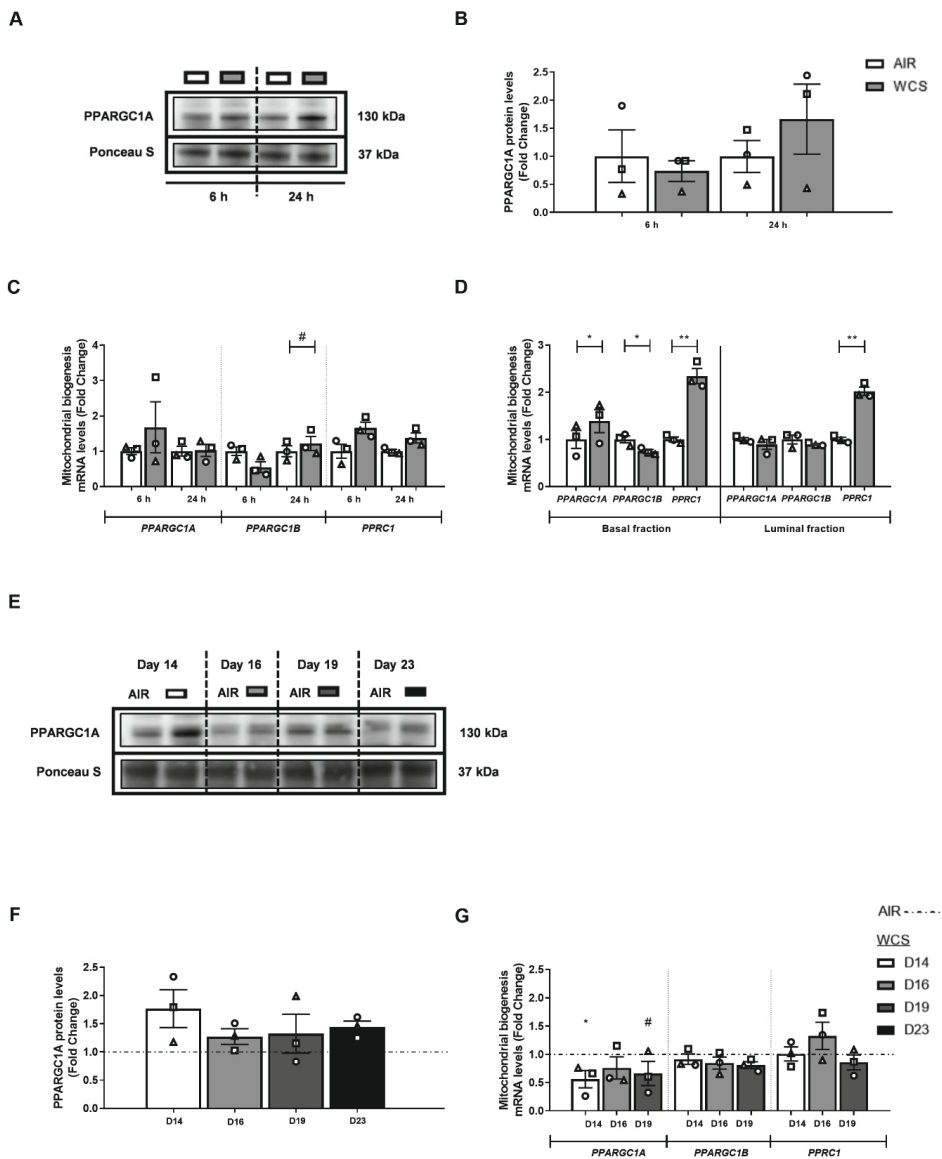 A
PPARGC1A
130 kDa
Ponceau S
37 kDa
6 h
24 h
B
PPARGC1A protein levels
(Fold Change)
2.5
2.0
1.5
1.0
0.5
0.0
6 h
24 h
AIR
WCS
C
Mitochondrial biogenesis
mRNA levels (Fold Change)
4
3
2
1
0
#
6 h
24 h
6 h
24 h
6 h
24 h
PPARGC1A
PPARGC1B
PPRC1
D
Mitochondrial biogenesis
mRNA levels (Fold Change)
3
2
1
0
*
*
**
**
PPARGC1A
PPARGC1B
PPRC1
PPARGC1A
PPARGC1B
PPRC1
Basal fraction
Luminal fraction
E
Day 14
Day 16
Day 19
Day 23
AIR
AIR
AIR
AIR
PPARGC1A
130 kDa
Ponceau S
37 kDa
F
PPARGC1A protein levels
(Fold Change)
2.5
2.0
1.5
1.0
0.5
0.0
D14
D16
D19
D23
G
Mitochondrial biogenesis
mRNA levels (Fold Change)
2.5
2.0
1.5
1.0
0.5
0.0
*
#
D14 D16 D19
D14 D16 D19
D14 D16 D19
PPARGC1A
PPARGC1B
PPRC1
AIR
WCS
D14
D16
D19
D23